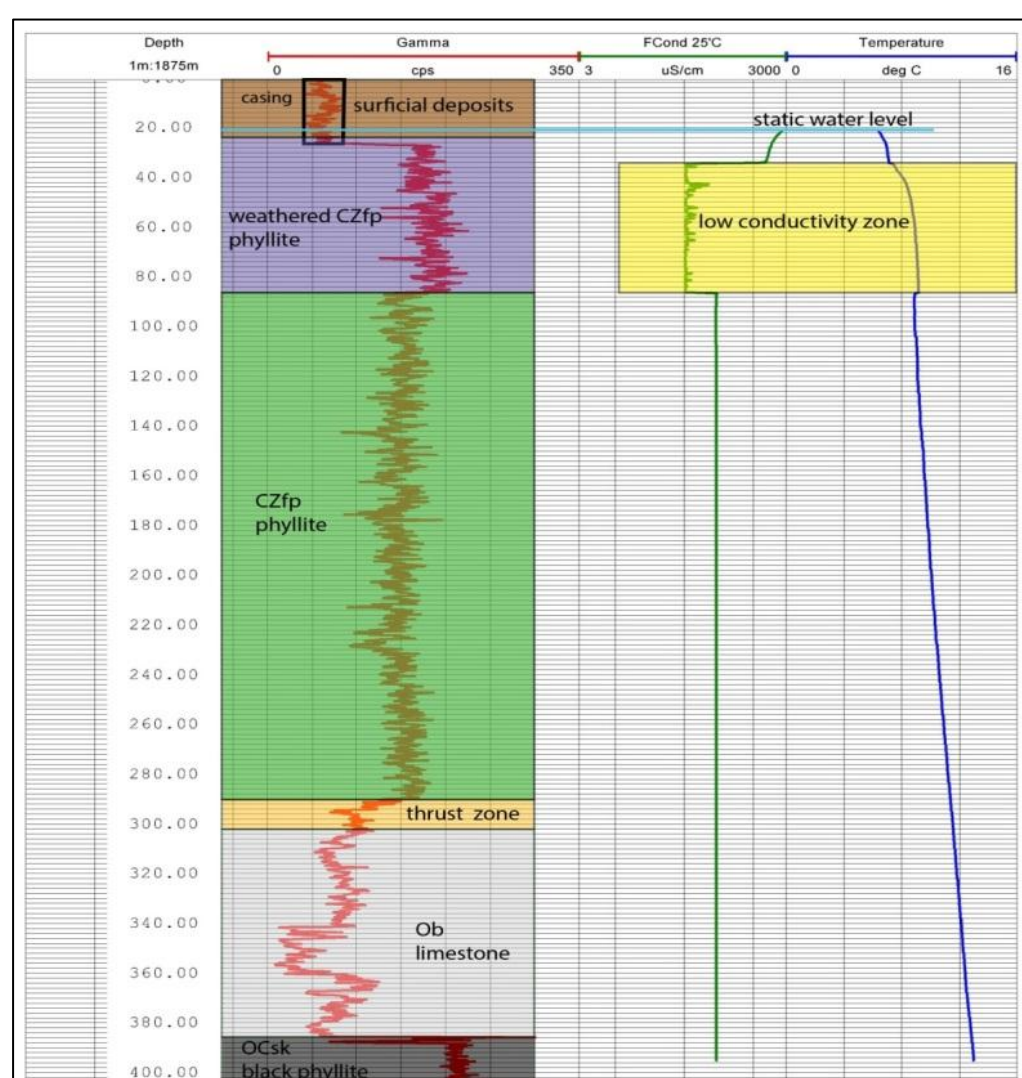 Depth Gamma FCond 25'C Temperature
1m:1875m 0 cps 350 3 uS/cm 3000 0 deg C 16
casing surficial deposits
static water level
20.00
40.00
weathered CZfp
phyllite
low conductivity zone
60.00
80.00
100.00
120.00
140.00
160.00
CZfp
phyllite
180.00
200.00
220.00
240.00
260.00
280.00
thrust zone
300.00
320.00
340.00
Ob
limestone
360.00
380.00
OCsk
black phyllite
400.00